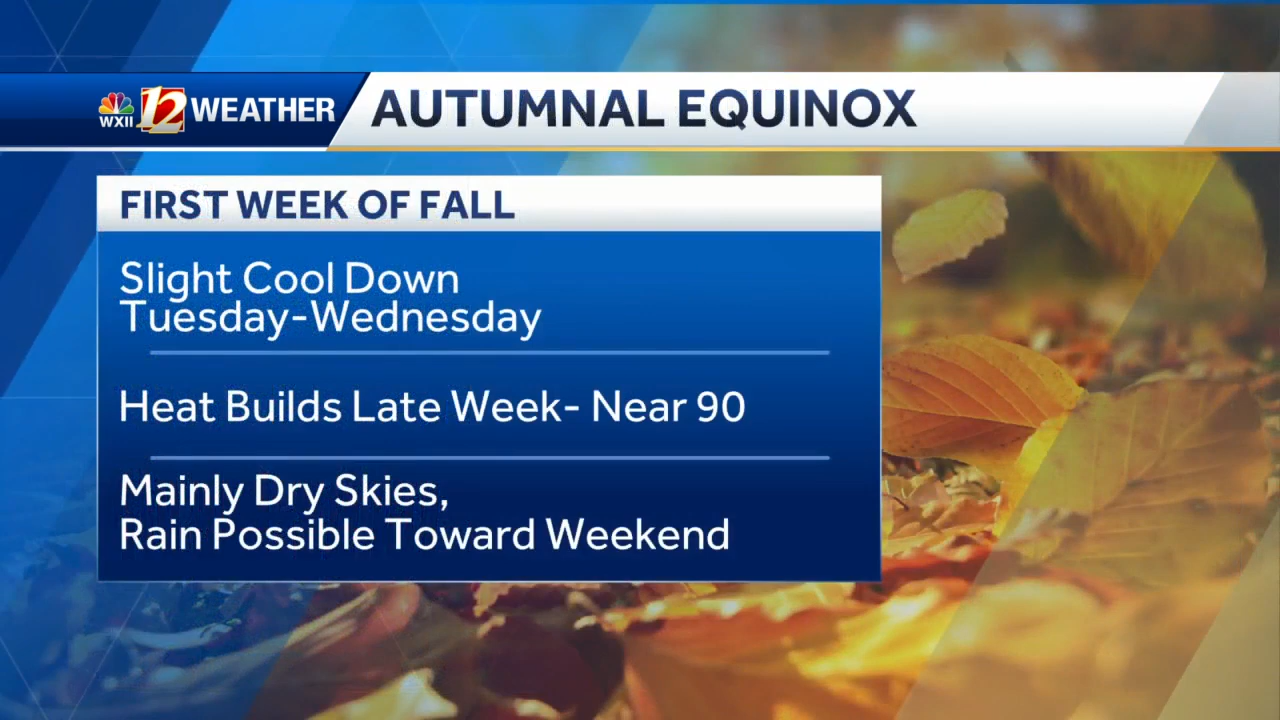 WXII 12 WEATHER AUTUMNAL EQUINOX
FIRST WEEK OF FALL
Slight Cool Down
Tuesday-Wednesday
Heat Builds Late Week- Near 90
Mainly Dry Skies,
Rain Possible Toward Weekend